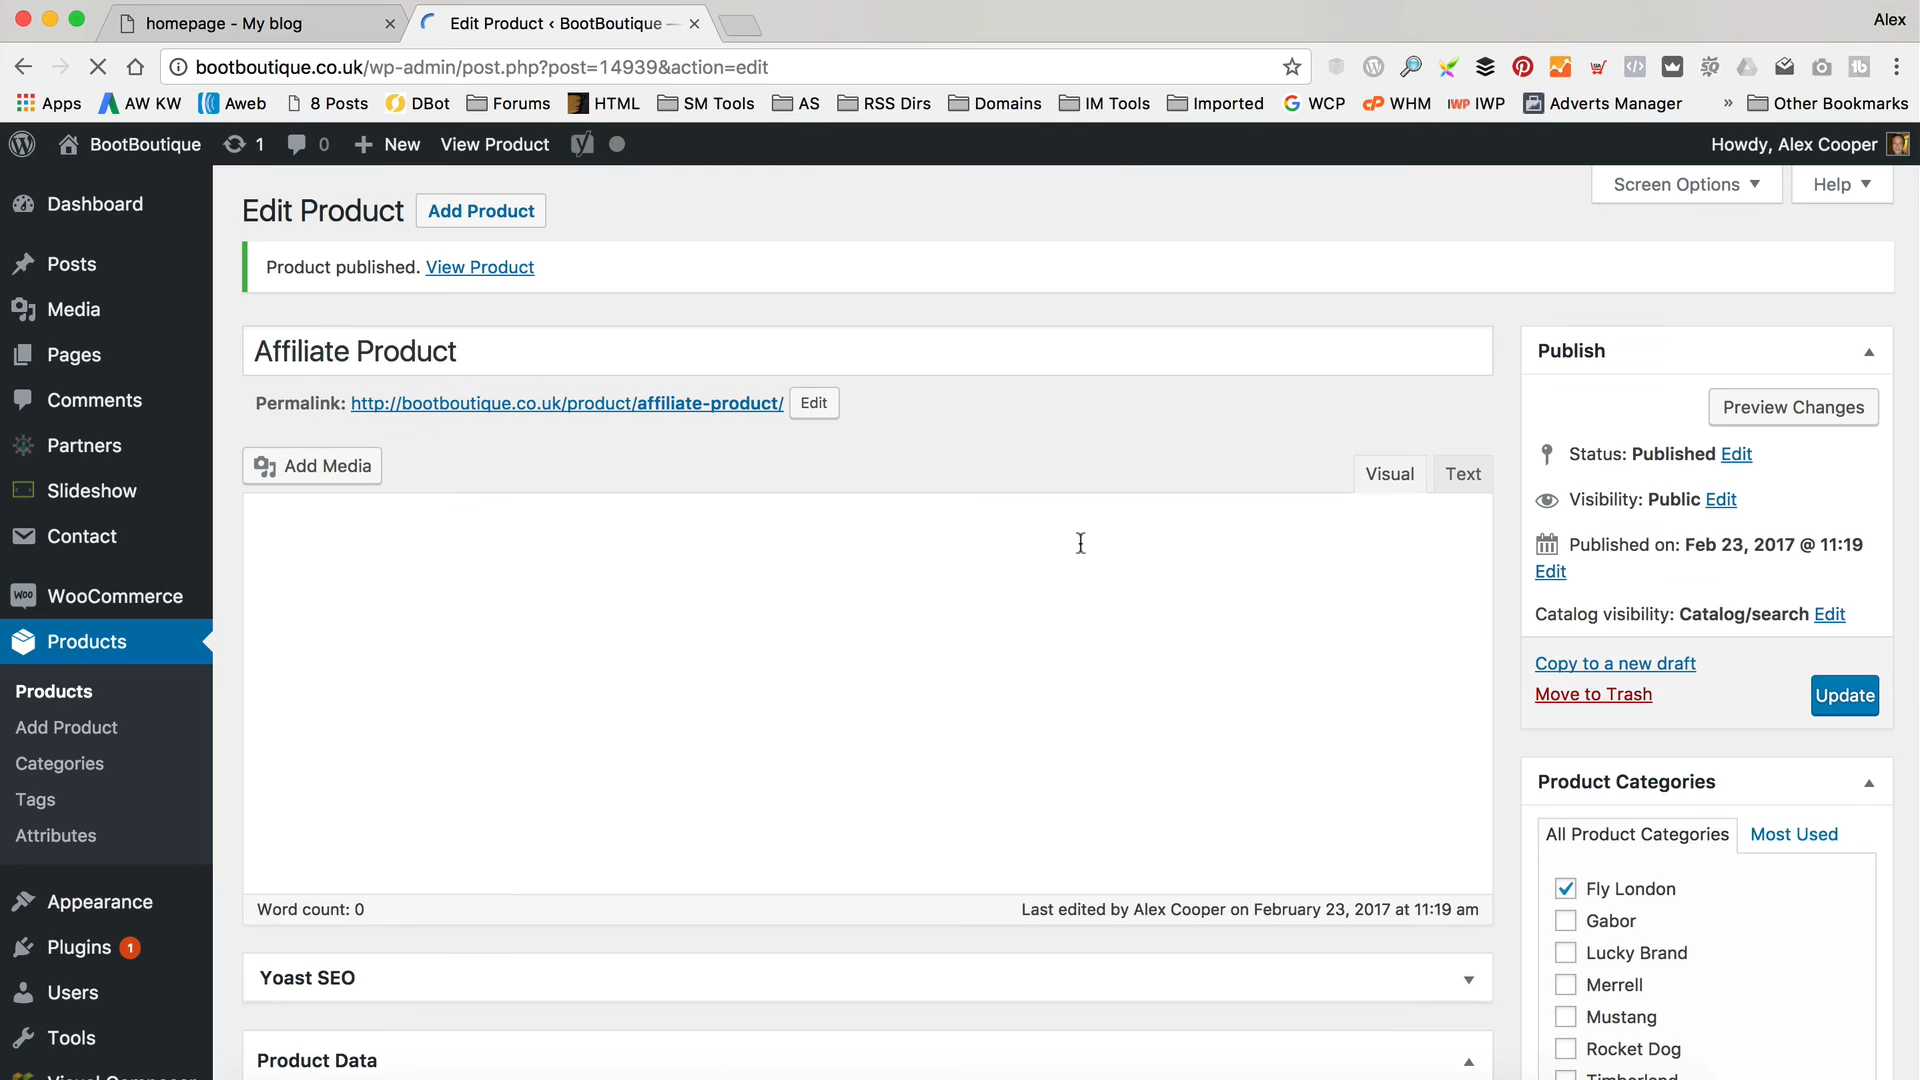 homepage - My blog
Edit Product ‹ BootBoutique —
Alex
bootboutique.co.uk/wp-admin/post.php?post=14939&action=edit
Apps
AW KW
Aweb
8 Posts
DBot
Forums
HTML
SM Tools
AS
RSS Dirs
Domains
IM Tools
Imported
WCP
WHM
IWP
Adverts Manager
» Other Bookmarks
BootBoutique
1
0
+ New
View Product
Howdy, Alex Cooper
Screen Options
Help
Dashboard
Posts
Media
Pages
Comments
Partners
Slideshow
Contact
WooCommerce
Products
Products
Add Product
Categories
Tags
Attributes
Appearance
Plugins 1
Users
Tools
Edit Product
Add Product
Product published. View Product
Affiliate Product
Permalink: http://bootboutique.co.uk/product/affiliate-product/ Edit
Add Media
Visual
Text
Word count: 0
Last edited by Alex Cooper on February 23, 2017 at 11:19 am
Yoast SEO
Product Data
Publish
Preview Changes
Status: Published Edit
Visibility: Public Edit
Published on: Feb 23, 2017 @ 11:19
Edit
Catalog visibility: Catalog/search Edit
Copy to a new draft
Move to Trash
Update
Product Categories
All Product Categories
Most Used
Fly London
Gabor
Lucky Brand
Merrell
Mustang
Rocket Dog